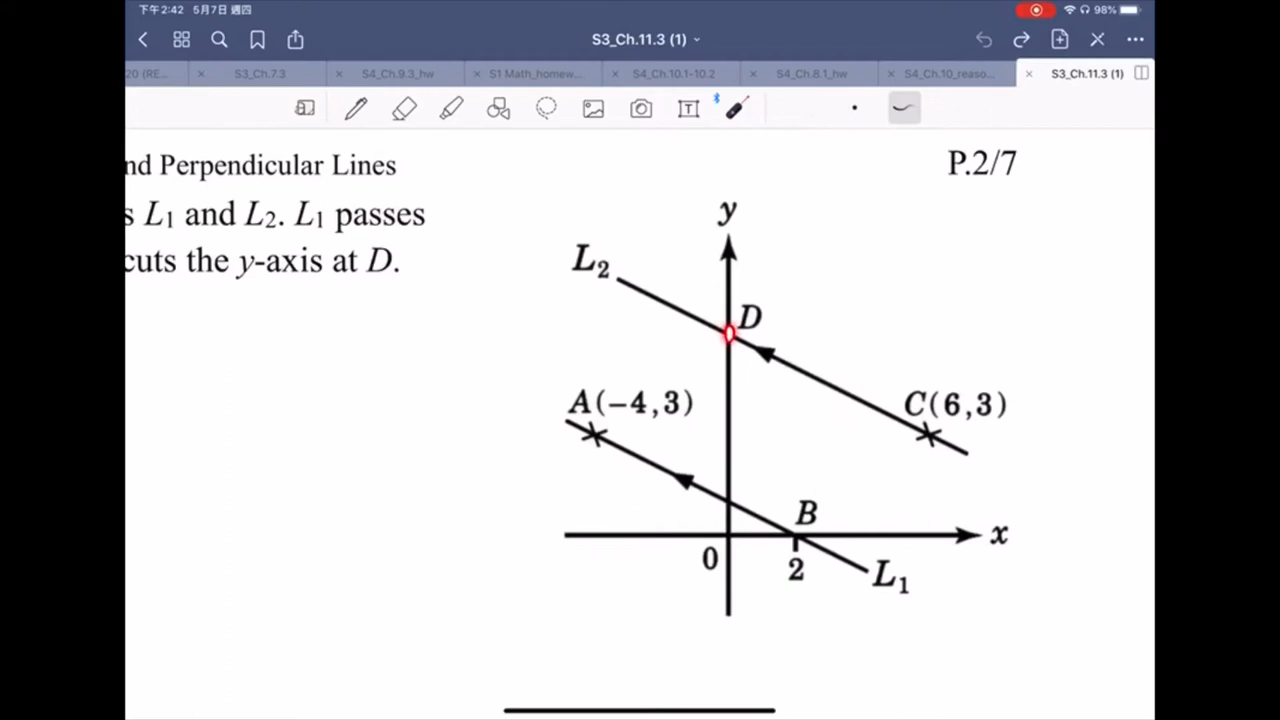 下午2:42 5月7日 週四
98%
S3_Ch.11.3 (1)
20 (RE...
S3_Ch.7.3
S4_Ch.9.3_hw
S1 Math_homew...
S4_Ch.10.1-10.2
S4_Ch.8.1_hw
S4_Ch.10_reaso...
S3_Ch.11.3 (1)
nd Perpendicular Lines
P.2/7
s L1 and L2. L1 passes
cuts the y-axis at D.
y
L2
D
A(−4,3)
C(6,3)
B
x
0
2
L1